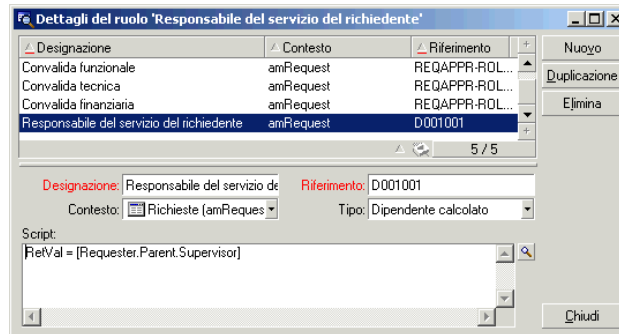 Dettagli del ruolo 'Responsabile del servizio del richiedente'
Designazione Contesto Riferimento
Convalida funzionale amRequest REQAPPR-ROL...
Convalida tecnica amRequest REQAPPR-ROL...
Convalida finanziaria amRequest REQAPPR-ROL...
Responsabile del servizio del richiedente amRequest D001001
5 / 5
Nuovo
Duplicazione
Elimina
Designazione: Responsabile del servizio de Riferimento: D001001
Contesto: Richieste (amReques Tipo: Dipendente calcolato
Script:
RetVal = [Requester.Parent.Supervisor]
Chiudi